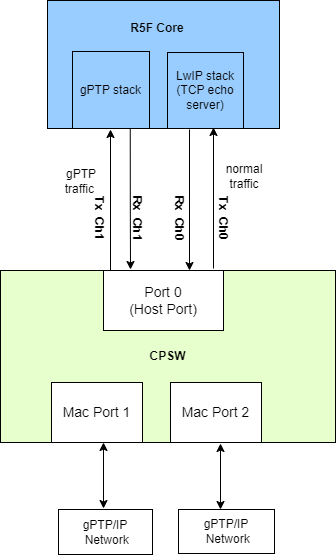 R5F Core
gPTP stack
LwIP stack
(TCP echo
server)
gPTP
traffic
normal
traffic
Tx Ch1
Rx Ch1
Rx Ch0
Tx Ch0
Port 0
(Host Port)
CPSW
Mac Port 1
Mac Port 2
gPTP/IP
Network
gPTP/IP
Network